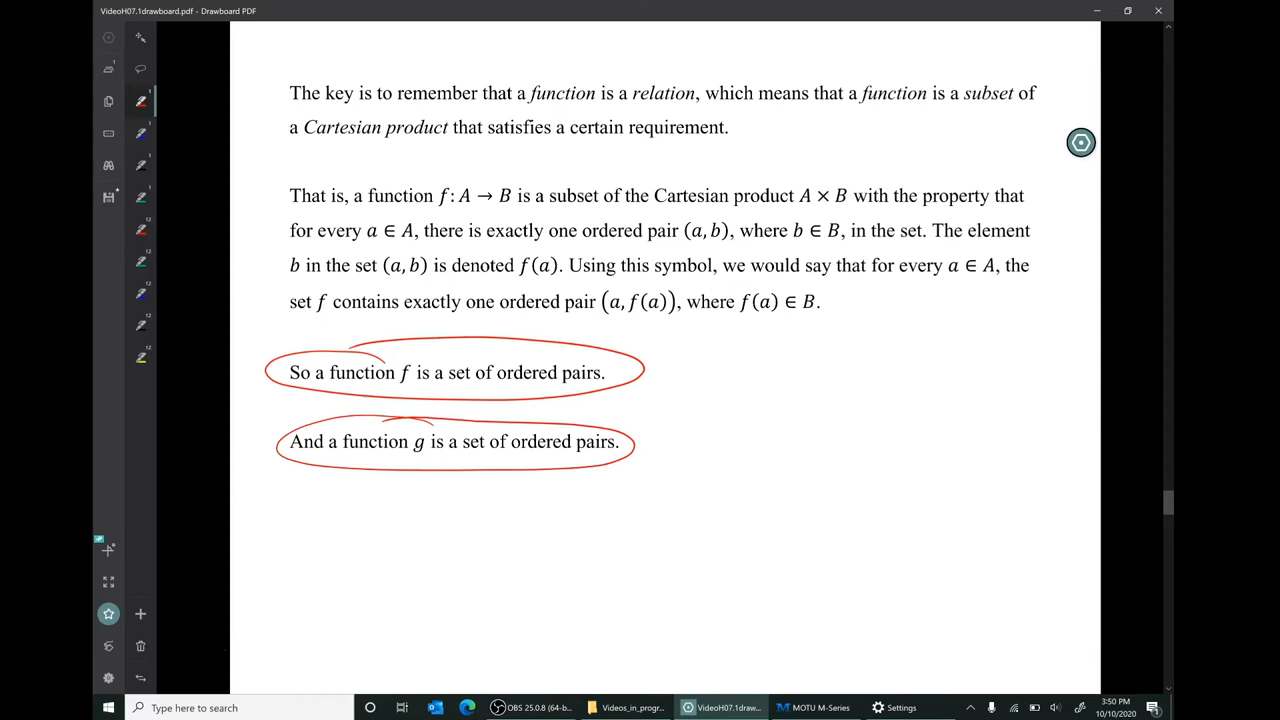 VideoH07.1drawboard.pdf - Drawboard PDF
The key is to remember that a function is a relation, which means that a function is a subset of
a Cartesian product that satisfies a certain requirement.
That is, a function f: A → B is a subset of the Cartesian product A × B with the property that
for every a ∈ A, there is exactly one ordered pair (a, b), where b ∈ B, in the set. The element
b in the set (a, b) is denoted f(a). Using this symbol, we would say that for every a ∈ A, the
set f contains exactly one ordered pair (a, f(a)), where f(a) ∈ B.
So a function f is a set of ordered pairs.
And a function g is a set of ordered pairs.
Type here to search
OBS 25.0.8 (64-b...
Videos_in_progr...
VideoH07.1draw...
MOTU M-Series
Settings
3:50 PM
10/10/2020